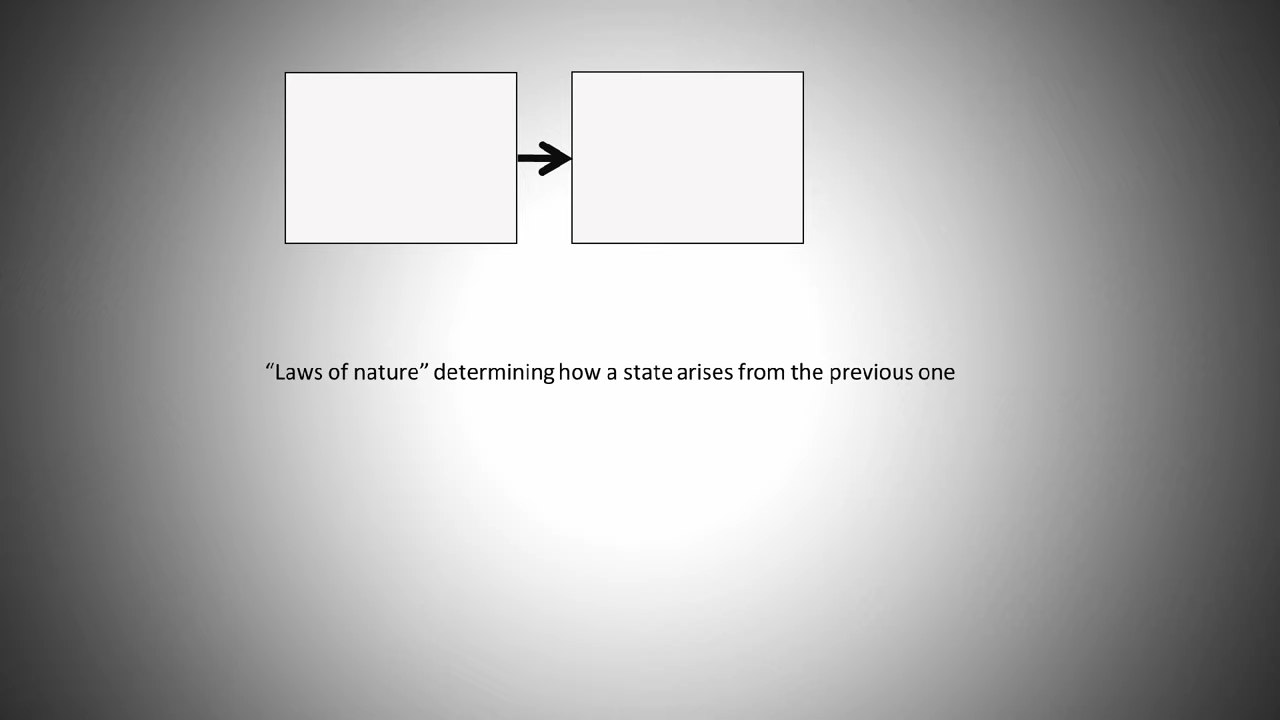 “Laws of nature” determining how a state arises from the previous one